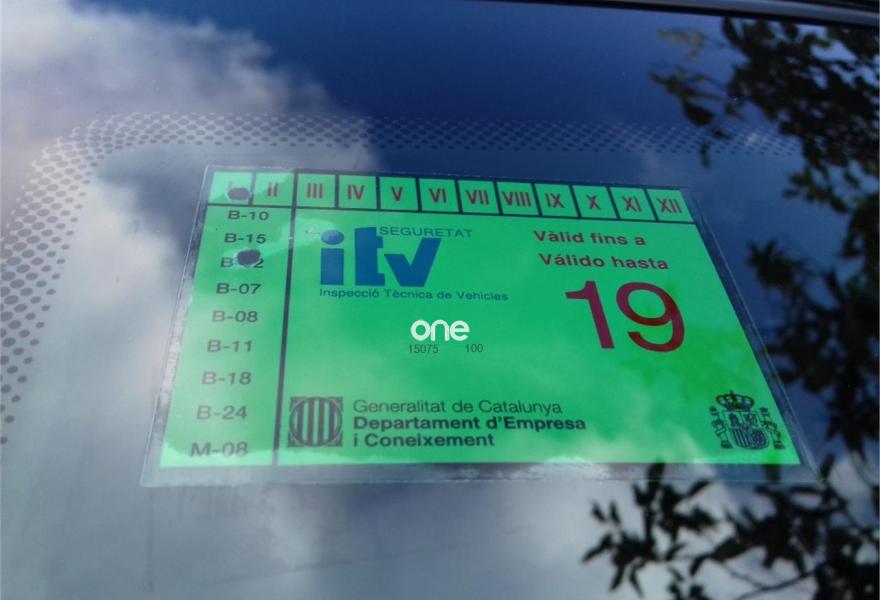 II III IV V VI VII VIII IX X XI XII
B-10
B-15
B-07
B-08
B-11
B-18
B-24
M-08
SEGURETAT
itv
Inspecció Tècnica de Vehicles
Vàlid fins a
Válido hasta
19
one
15075 100
Generalitat de Catalunya
Departament d'Empresa
i Coneixement